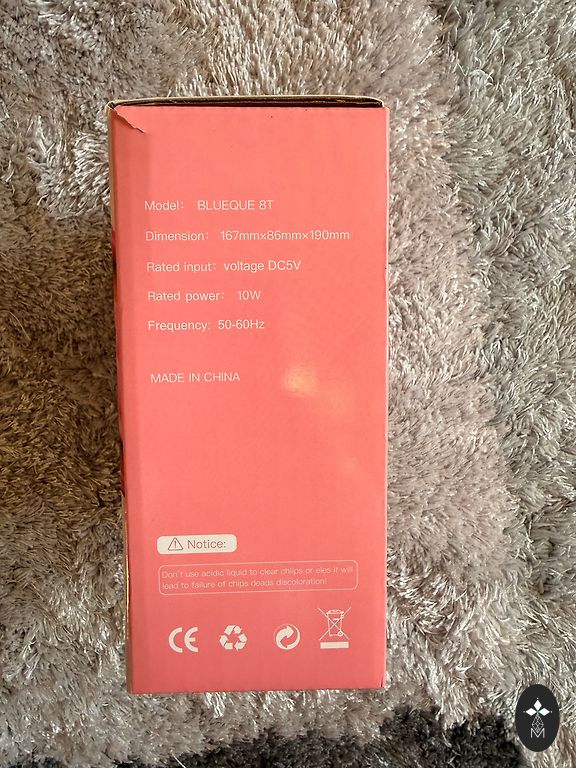 Model: BLUEQUE 8T
Dimension: 167mm×86mm×190mm
Rated input: voltage DC5V
Rated power: 10W
Frequency: 50-60Hz
MADE IN CHINA
Notice:
Don't use acidic liquid to clear chiips or eles it will
lead to failure of chips deads discoloration!
CE
M